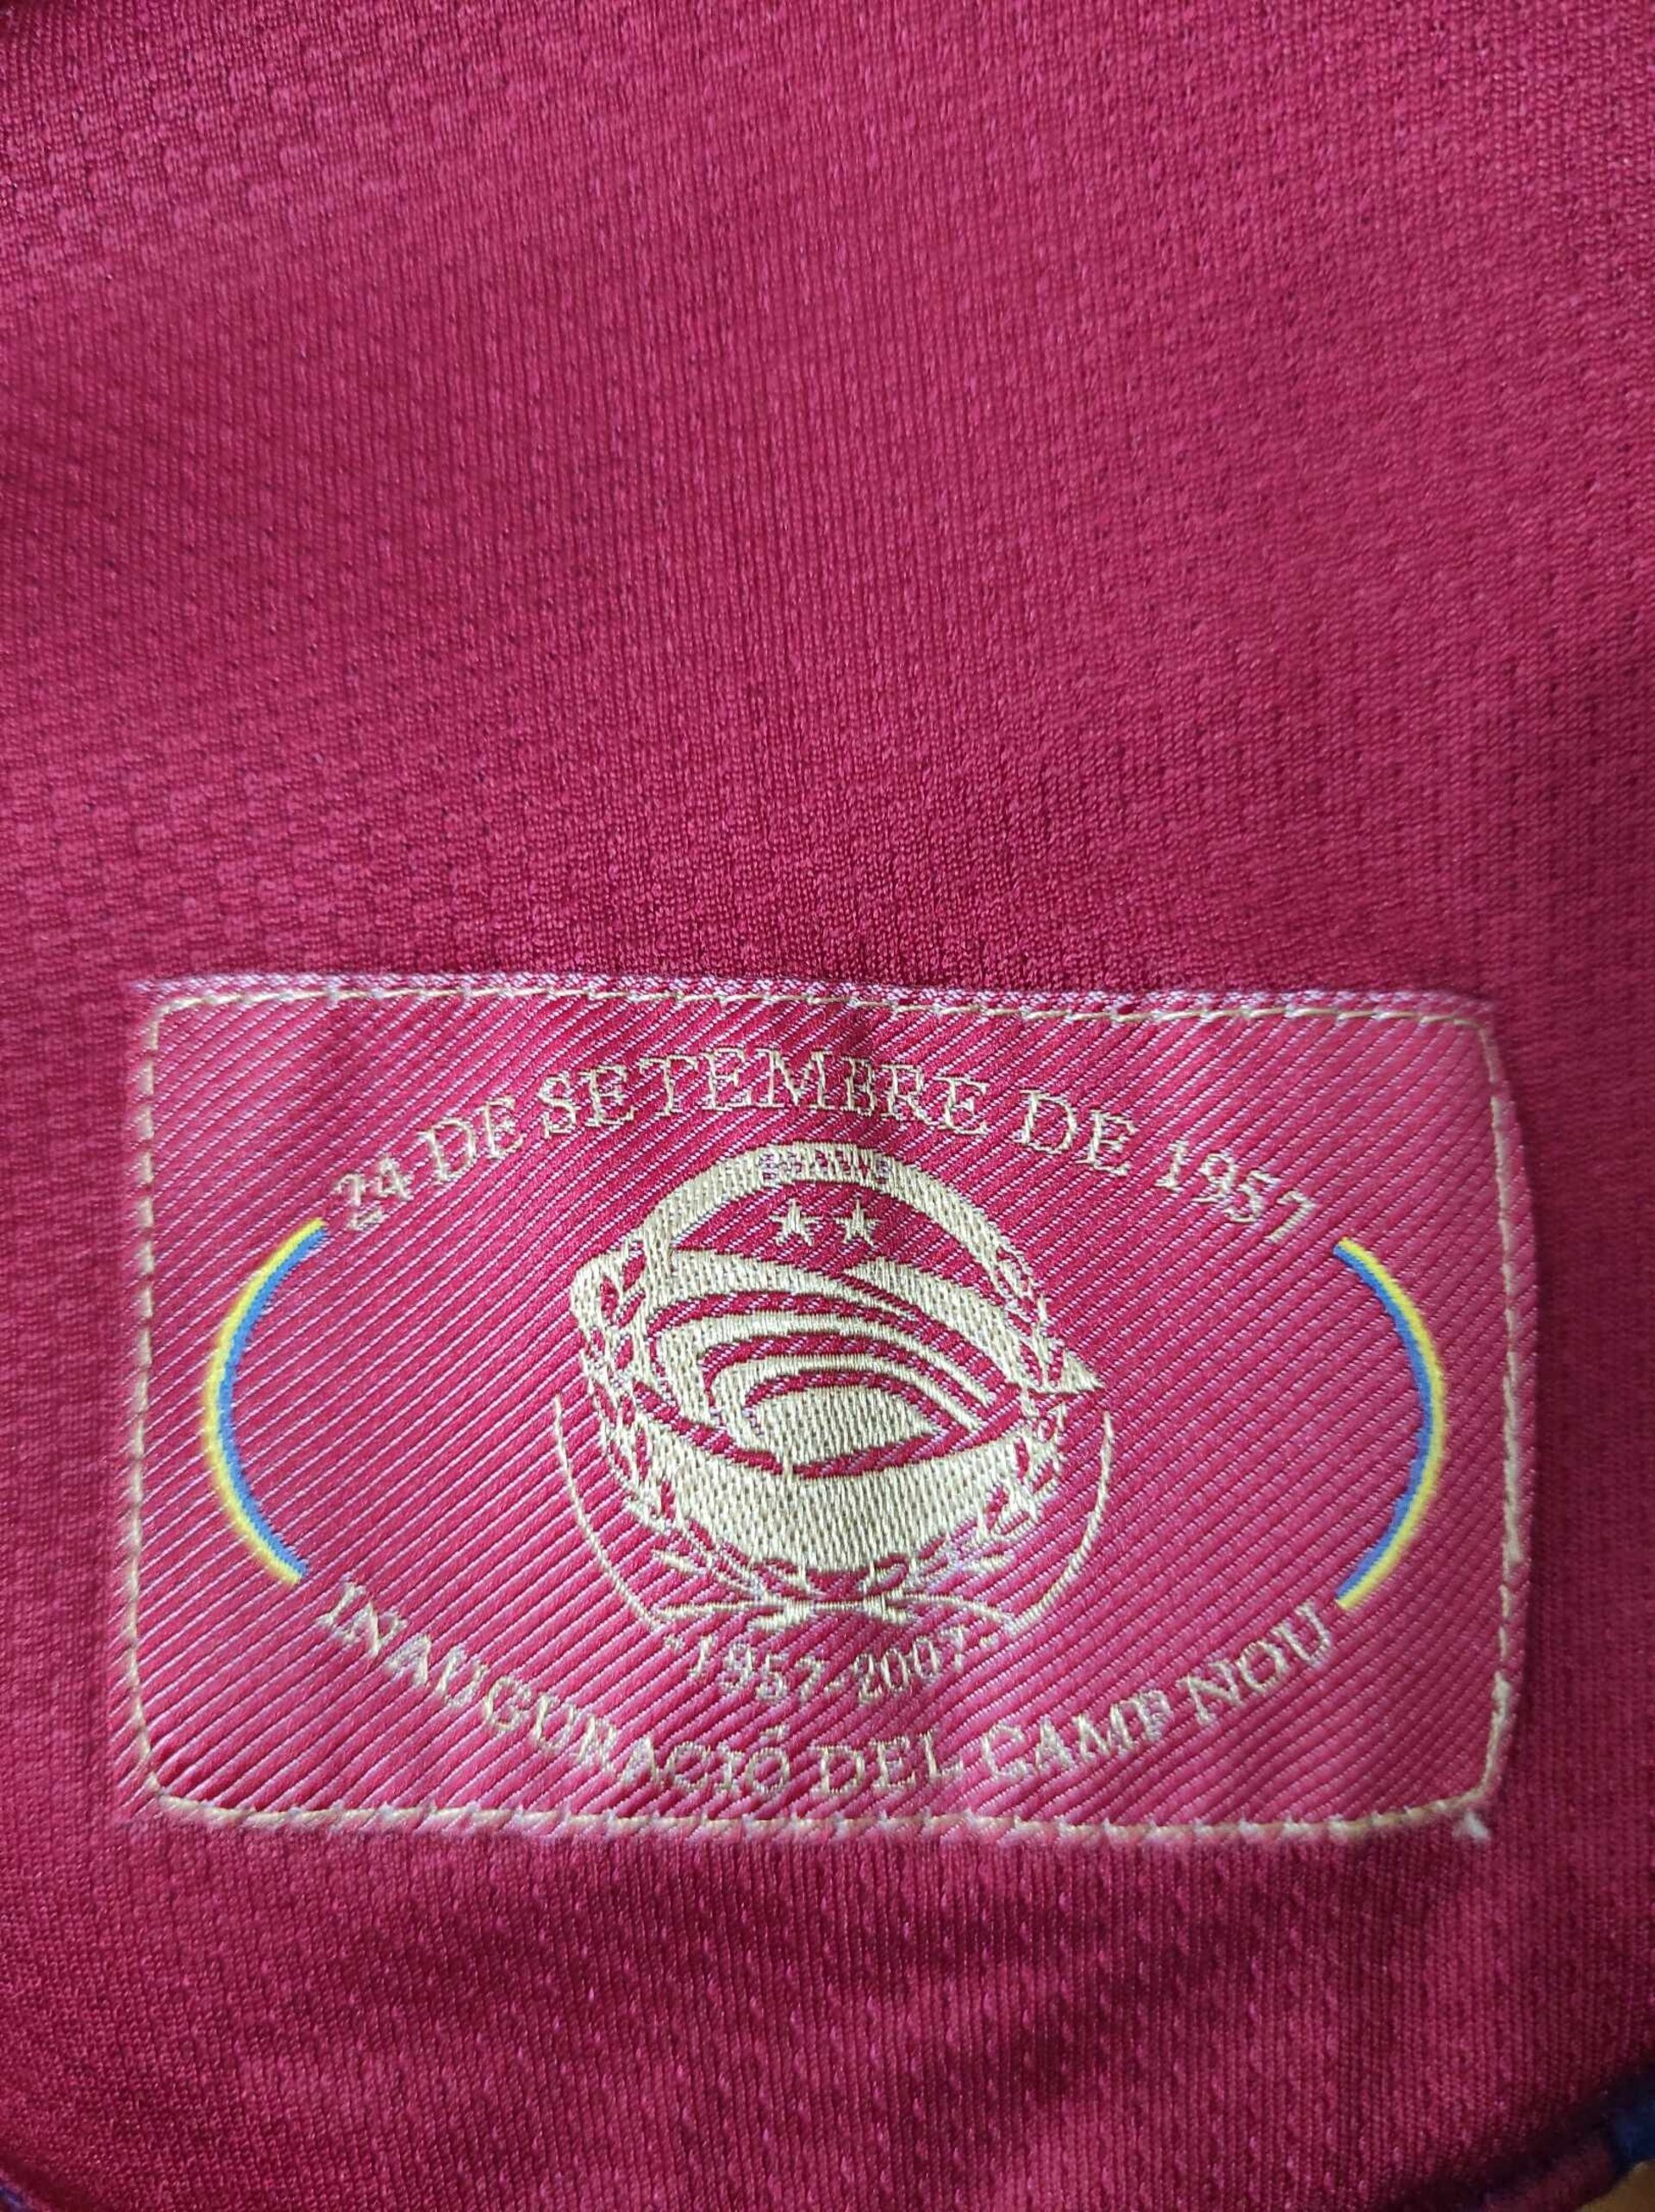 24 DE SETEMBRE DE 1957
1957-2007
INAUGURACIÓ DEL CAMP NOU